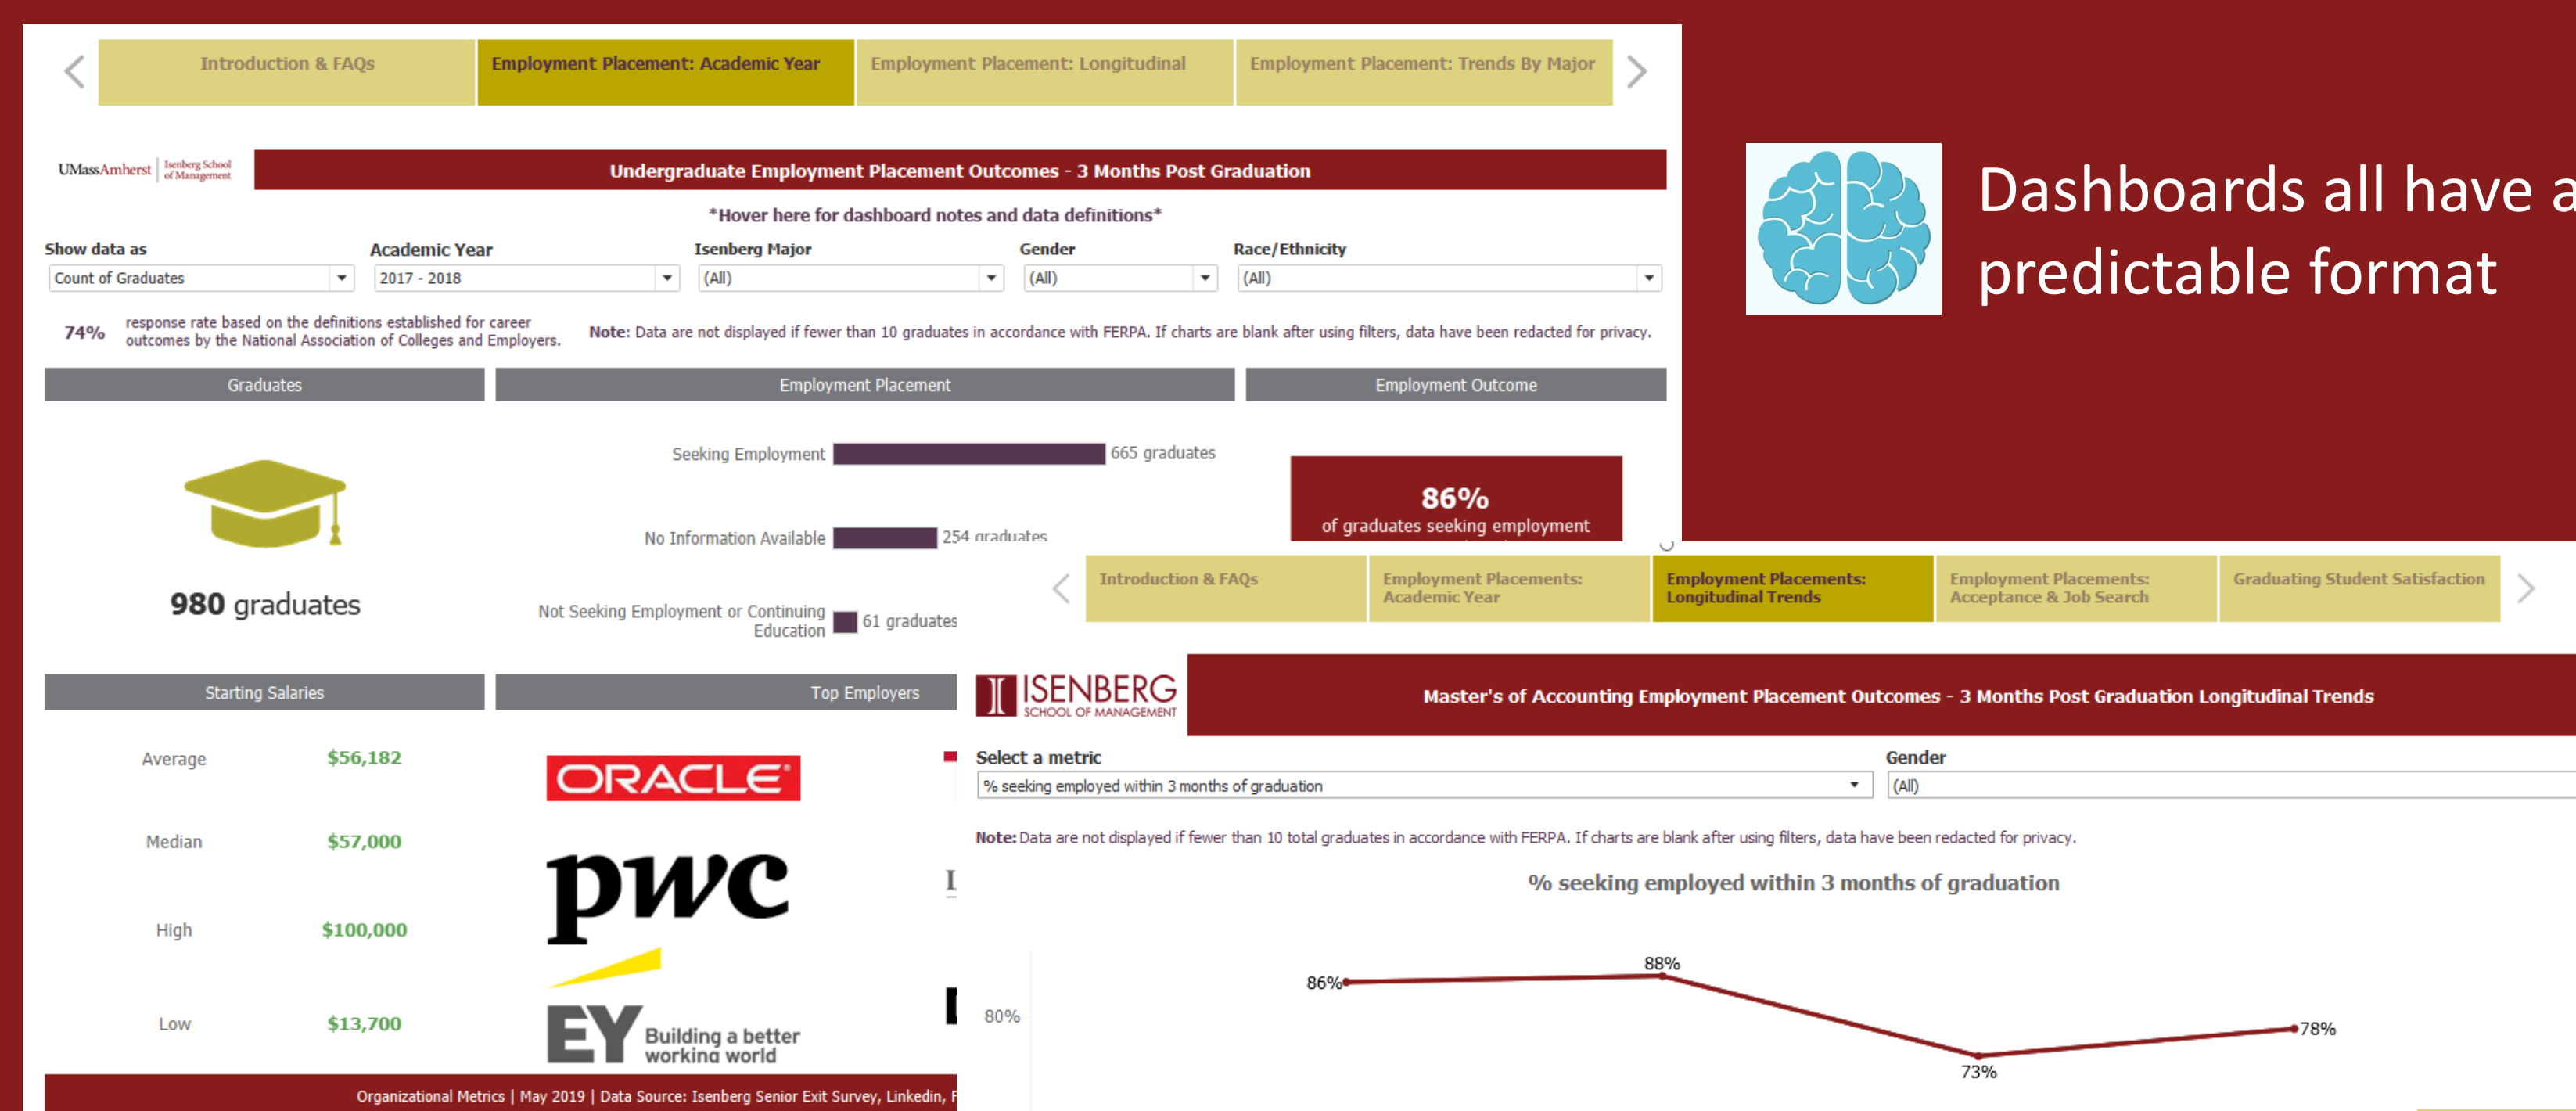 Introduction & FAQs
Employment Placement: Academic Year
Employment Placement: Longitudinal
Employment Placement: Trends By Major
UMassAmherst
Isenberg School
of Management
Undergraduate Employment Placement Outcomes - 3 Months Post Graduation
*Hover here for dashboard notes and data definitions*
Show data as
Academic Year
Isenberg Major
Gender
Race/Ethnicity
Count of Graduates
2017 - 2018
(All)
(All)
(All)
74%
response rate based on the definitions established for career
outcomes by the National Association of Colleges and Employers.
Note: Data are not displayed if fewer than 10 graduates in accordance with FERPA. If charts are blank after using filters, data have been redacted for privacy.
Graduates
Employment Placement
Employment Outcome
980 graduates
Seeking Employment
665 graduates
No Information Available
254 graduates
Not Seeking Employment or Continuing
Education
61 graduates
86%
of graduates seeking employment
Starting Salaries
Top Employers
Average $56,182
Median $57,000
High $100,000
Low $13,700
ORACLE®
pwc
EY
Building a better
working world
Organizational Metrics | May 2019 | Data Source: Isenberg Senior Exit Survey, Linkedin,
Dashboards all have a
predictable format
Introduction & FAQs
Employment Placements:
Academic Year
Employment Placements:
Longitudinal Trends
Employment Placements:
Acceptance & Job Search
Graduating Student Satisfaction
ISENBERG
SCHOOL OF MANAGEMENT
Master's of Accounting Employment Placement Outcomes - 3 Months Post Graduation Longitudinal Trends
Select a metric
Gender
% seeking employed within 3 months of graduation
(All)
Note: Data are not displayed if fewer than 10 total graduates in accordance with FERPA. If charts are blank after using filters, data have been redacted for privacy.
% seeking employed within 3 months of graduation
80%
86%
88%
73%
78%